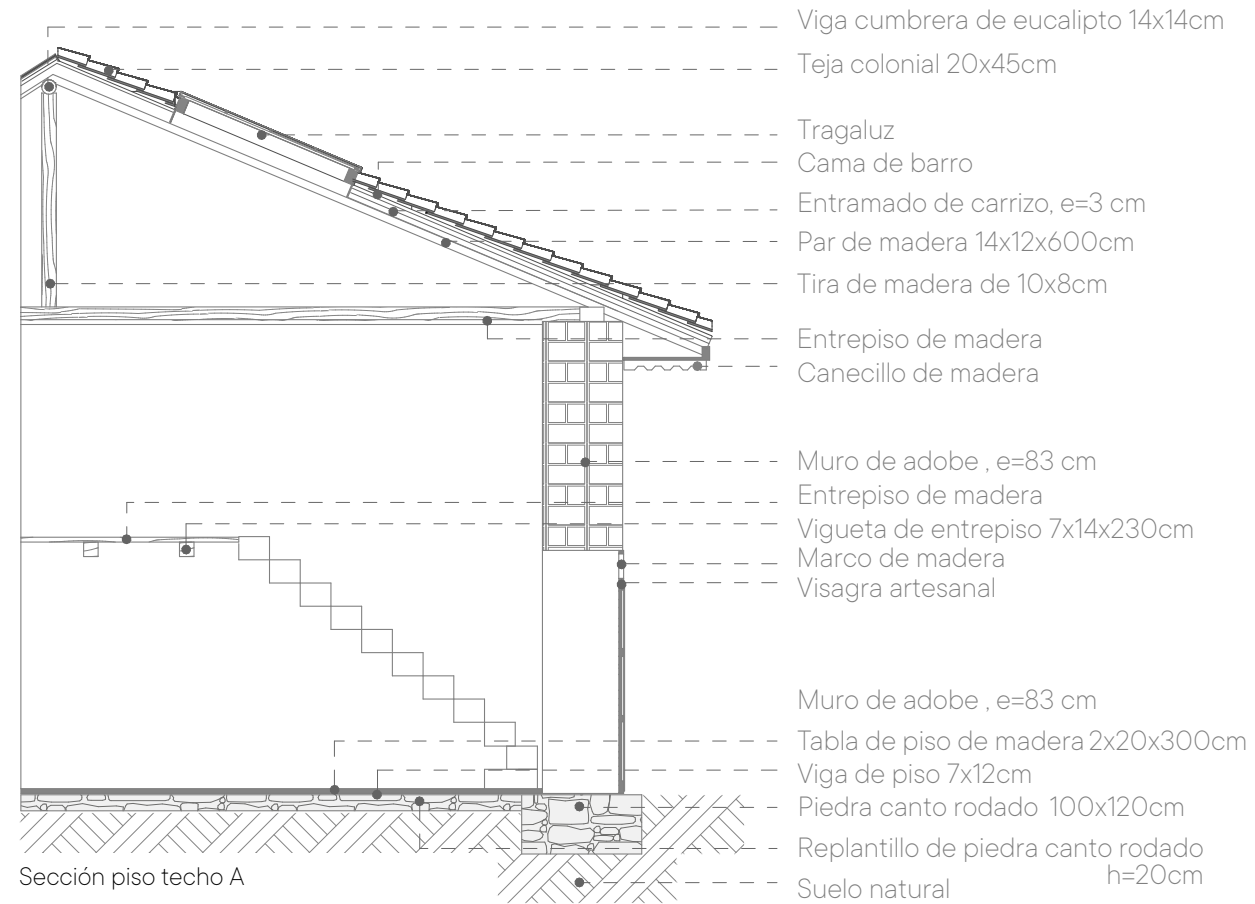 Viga cumbrera de eucalipto 14x14cm
Teja colonial 20x45cm
Tragaluz
Cama de barro
Entramado de carrizo, e=3 cm
Par de madera 14x12x600cm
Tira de madera de 10x8cm
Entrepiso de madera
Canecillo de madera
Muro de adobe , e=83 cm
Entrepiso de madera
Vigueta de entrepiso 7x14x230cm
Marco de madera
Visagra artesanal
Muro de adobe , e=83 cm
Tabla de piso de madera 2x20x300cm
Viga de piso 7x12cm
Piedra canto rodado 100x120cm
Replantillo de piedra canto rodado
h=20cm
Suelo natural
Sección piso techo A